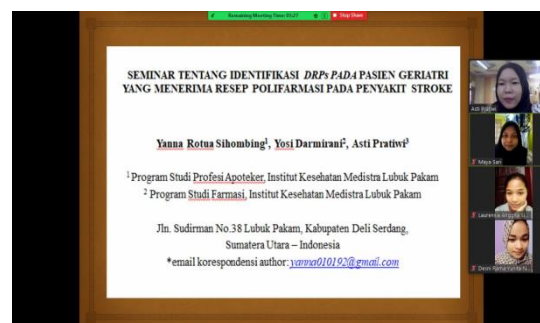 Remaining Meeting Time: 05:27
Stop Share
SEMINAR TENTANG IDENTIFIKASI DRPs PADA PASIEN GERIATRI
YANG MENERIMA RESEP POLIFARMASI PADA PENYAKIT STROKE
Yanna Rotua Sihombing1, Yosi Darmirani2, Asti Pratiwi3
1 Program Studi Profesi Apoteker, Institut Kesehatan Medistra Lubuk Pakam
2 Program Studi Farmasi, Institut Kesehatan Medistra Lubuk Pakam
Jln. Sudirman No.38 Lubuk Pakam, Kabupaten Deli Serdang,
Sumatera Utara – Indonesia
*email korespondensi author: yanna010192@gmail.com
Asti Pratiwi
Maya Sari
Laurencia